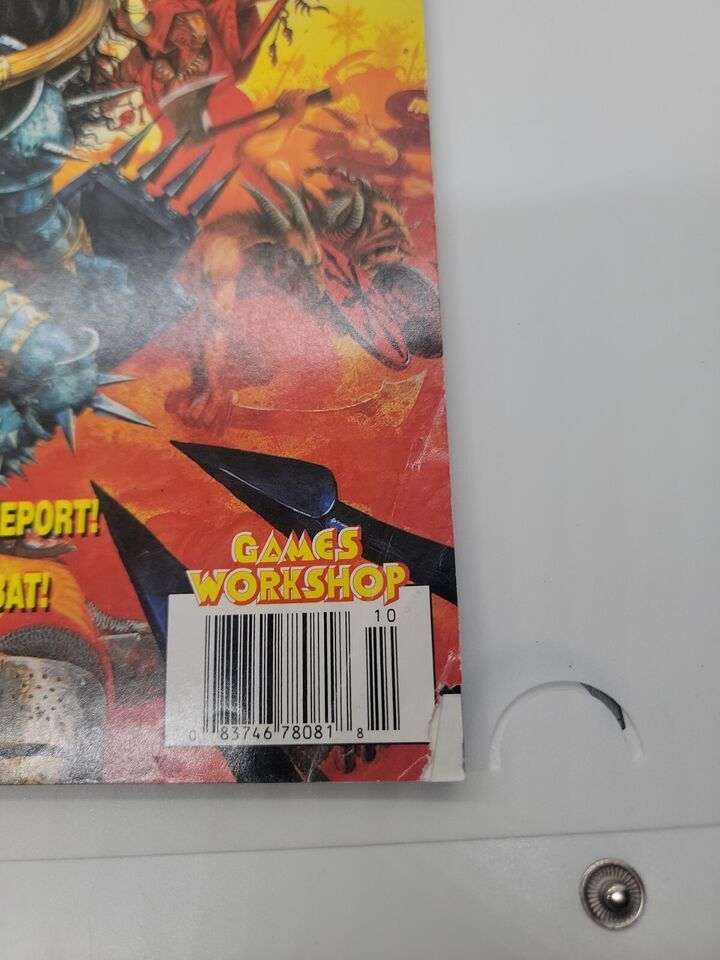 EPORT!
BAT!
GAMES
WORKSHOP
10
0 83746 78081 8